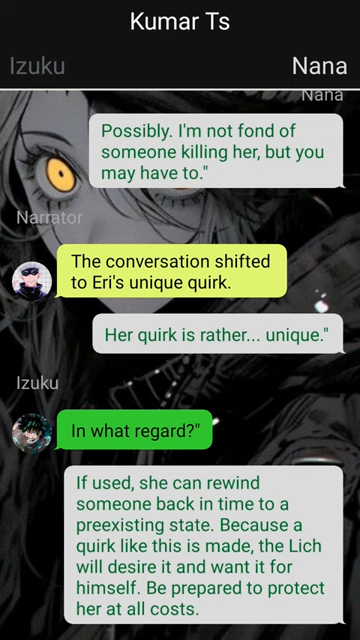 Kumar Ts
Izuku
Nana
Nana
Possibly. I'm not fond of
someone killing her, but you
may have to."
Narrator
The conversation shifted
to Eri's unique quirk.
Her quirk is rather... unique."
Izuku
In what regard?"
If used, she can rewind
someone back in time to a
preexisting state. Because a
quirk like this is made, the Lich
will desire it and want it for
himself. Be prepared to protect
her at all costs.